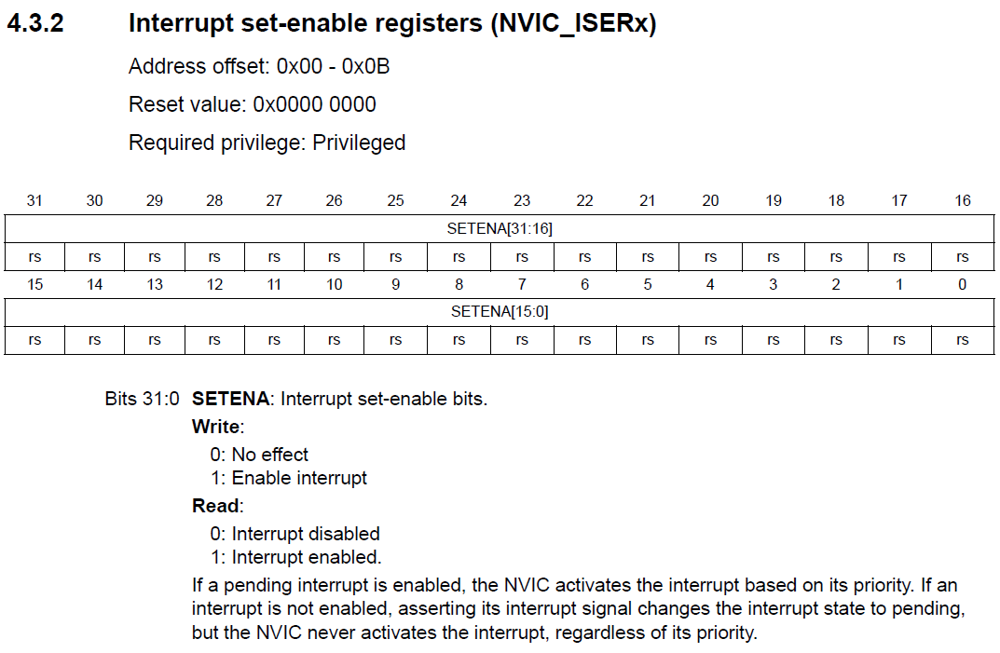 4.3.2 Interrupt set-enable registers (NVIC_ISERx)
Address offset: 0x00 - 0x0B
Reset value: 0x0000 0000
Required privilege: Privileged
31 30 29 28 27 26 25 24 23 22 21 20 19 18 17 16
SETENA[31:16]
rs rs rs rs rs rs rs rs rs rs rs rs rs rs rs rs
15 14 13 12 11 10 9 8 7 6 5 4 3 2 1 0
SETENA[15:0]
rs rs rs rs rs rs rs rs rs rs rs rs rs rs rs rs
Bits 31:0 SETENA: Interrupt set-enable bits.
Write:
0: No effect
1: Enable interrupt
Read:
0: Interrupt disabled
1: Interrupt enabled.
If a pending interrupt is enabled, the NVIC activates the interrupt based on its priority. If an
interrupt is not enabled, asserting its interrupt signal changes the interrupt state to pending,
but the NVIC never activates the interrupt, regardless of its priority.